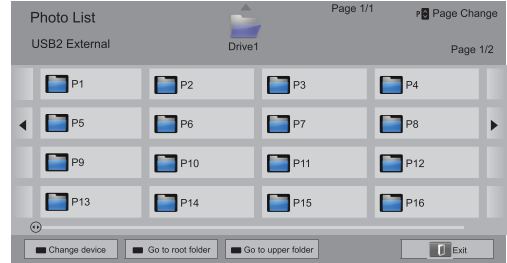 Photo List
Page 1/1
P Page Change
USB2 External
Drive1
Page 1/2
P1 P2 P3 P4
P5 P6 P7 P8
P9 P10 P11 P12
P13 P14 P15 P16
Change device Go to root folder Go to upper folder Exit